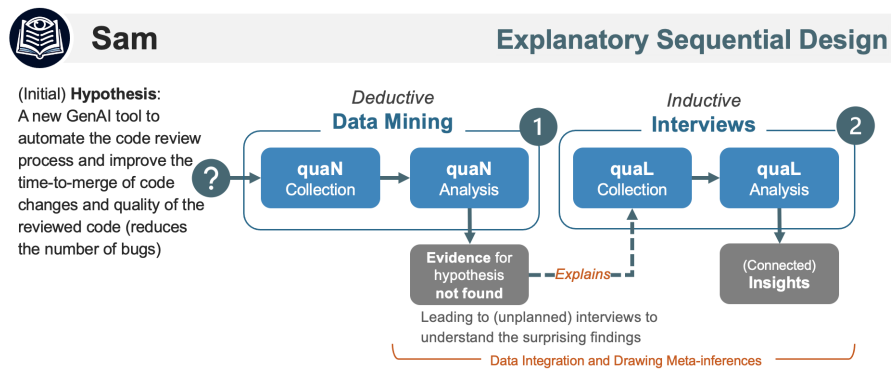 Sam
Explanatory Sequential Design
(Initial) Hypothesis:
A new GenAI tool to
automate the code review
process and improve the
time-to-merge of code
changes and quality of the
reviewed code (reduces
the number of bugs)
?
Deductive
Data Mining
1
quaN
Collection
quaN
Analysis
Evidence for
hypothesis
not found
Explains
Inductive
Interviews
2
quaL
Collection
quaL
Analysis
(Connected)
Insights
Leading to (unplanned) interviews to
understand the surprising findings
Data Integration and Drawing Meta-inferences